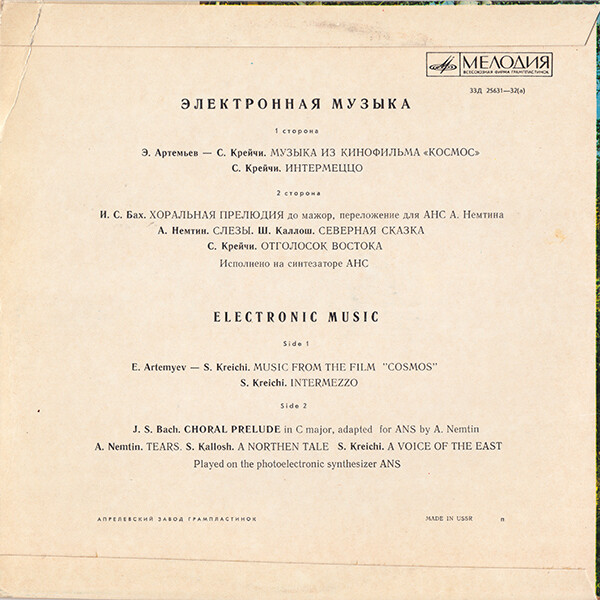 МЕЛОДИЯ
ВСЕСОЮЗНАЯ ФИРМА ГРАМПЛАСТИНОК
33Д 25631—32(а)
ЭЛЕКТРОННАЯ МУЗЫКА
1 сторона
Э. Артемьев — С. Крейчи. МУЗЫКА ИЗ КИНОФИЛЬМА «КОСМОС»
С. Крейчи. ИНТЕРМЕЦЦО
2 сторона
И. С. Бах. ХОРАЛЬНАЯ ПРЕЛЮДИЯ до мажор, переложение для АНС А. Немтина
А. Немтин. СЛЕЗЫ. Ш. Каллош. СЕВЕРНАЯ СКАЗКА
С. Крейчи. ОТГОЛОСОК ВОСТОКА
Исполнено на синтезаторе АНС
ELECTRONIC MUSIC
Side 1
E. Artemyev — S. Kreichi. MUSIC FROM THE FILM "COSMOS"
S. Kreichi. INTERMEZZO
Side 2
J. S. Bach. CHORAL PRELUDE in C major, adapted for ANS by A. Nemtin
A. Nemtin. TEARS. S. Kallosh. A NORTHEN TALE S. Kreichi. A VOICE OF THE EAST
Played on the photoelectronic synthesizer ANS
АПРЕЛЕВСКИЙ ЗАВОД ГРАМПЛАСТИНОК MADE IN USSR п